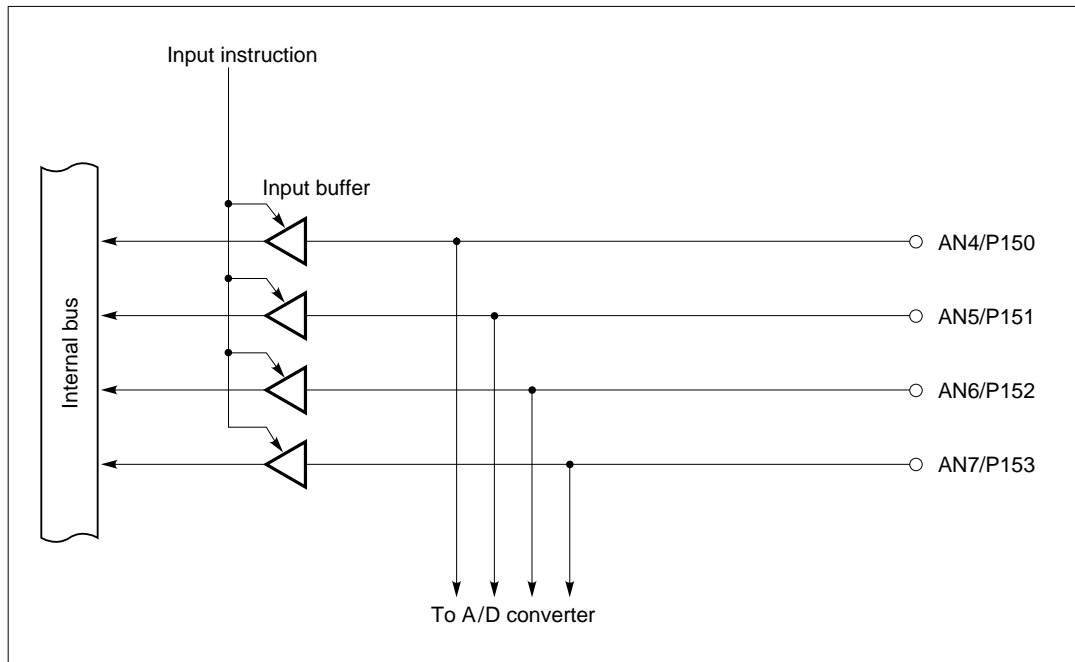 Input instruction
Input buffer
Internal bus
AN4/P150
AN5/P151
AN6/P152
AN7/P153
To A/D converter